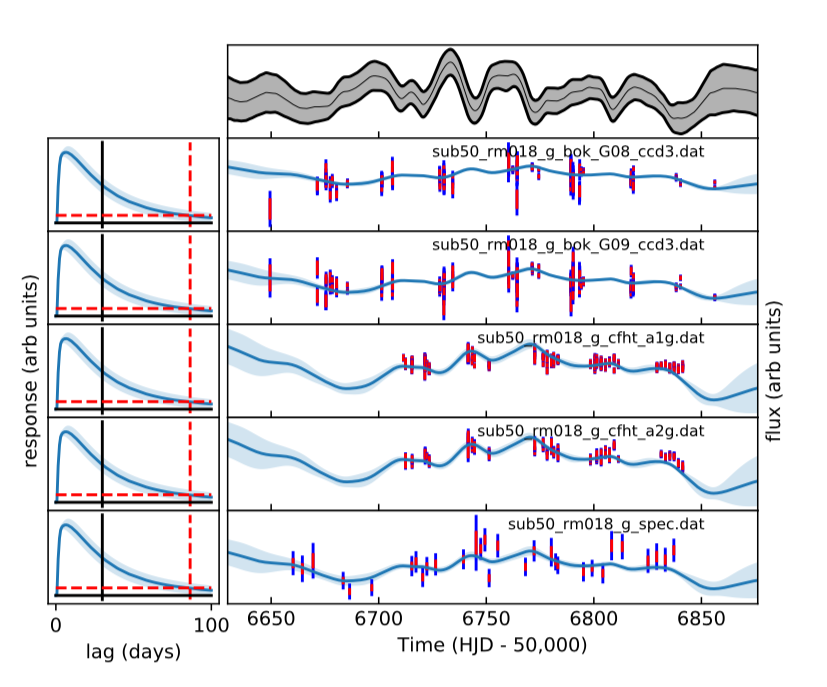 sub50_rm018_g_bok_G08_ccd3.dat
sub50_rm018_g_bok_G09_ccd3.dat
sub50_rm018_g_cfht_a1g.dat
sub50_rm018_g_cfht_a2g.dat
sub50_rm018_g_spec.dat
response (arb units)
flux (arb units)
0 100
lag (days)
6650 6700 6750 6800 6850
Time (HJD - 50,000)